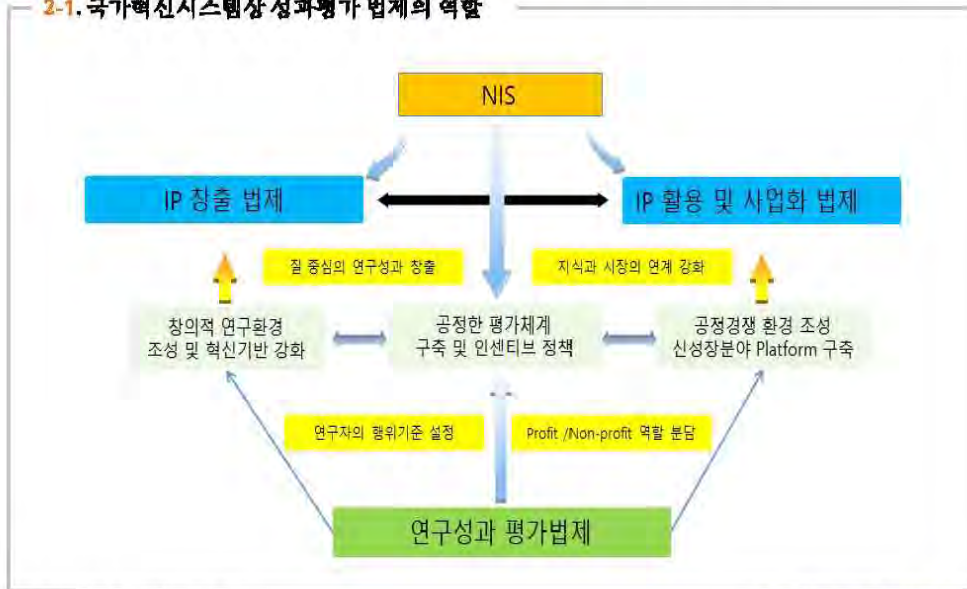 2-1. 국가혁신시스템상 성과평가 법제의 역할
NIS
IP 창출 법제
IP 활용 및 사업화 법제
질 중심의 연구성과 창출
지식과 시장의 연계 강화
창의적 연구환경
조성 및 혁신기반 강화
공정한 평가체계
구축 및 인센티브 정책
공정경쟁 환경 조성
신성장분야 Platform 구축
연구자의 행위기준 설정
Profit /Non-profit 역할 분담
연구성과 평가법제